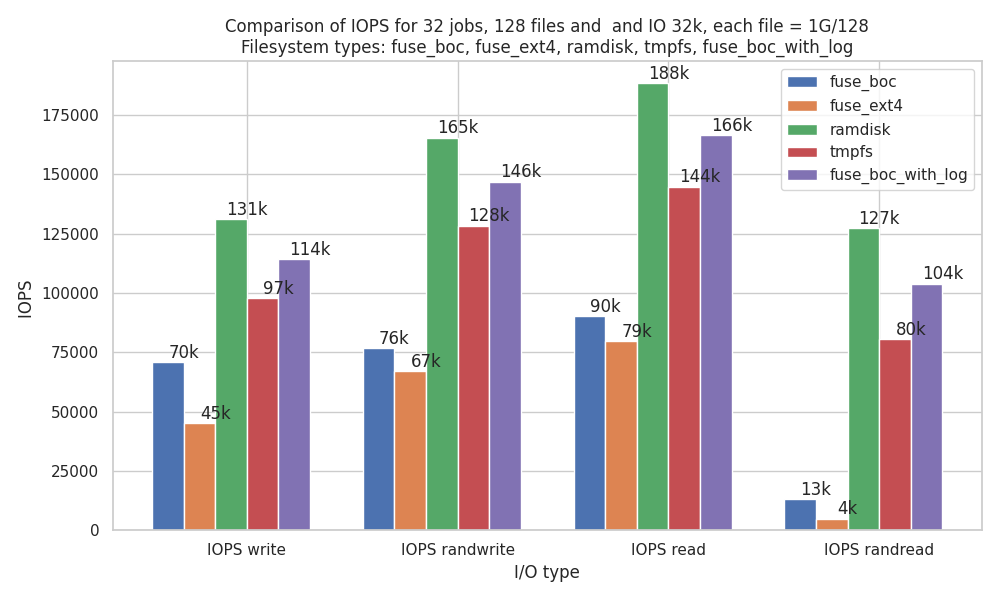 Comparison of IOPS for 32 jobs, 128 files and  and IO 32k, each file = 1G/128
Filesystem types: fuse_boc, fuse_ext4, ramdisk, tmpfs, fuse_boc_with_log
fuse_boc
fuse_ext4
ramdisk
tmpfs
fuse_boc_with_log
IOPS
175000
150000
125000
100000
75000
50000
25000
0
70k
45k
131k
97k
114k
76k
67k
165k
128k
146k
90k
79k
188k
144k
166k
13k
4k
127k
80k
104k
IOPS write
IOPS randwrite
IOPS read
IOPS randread
I/O type